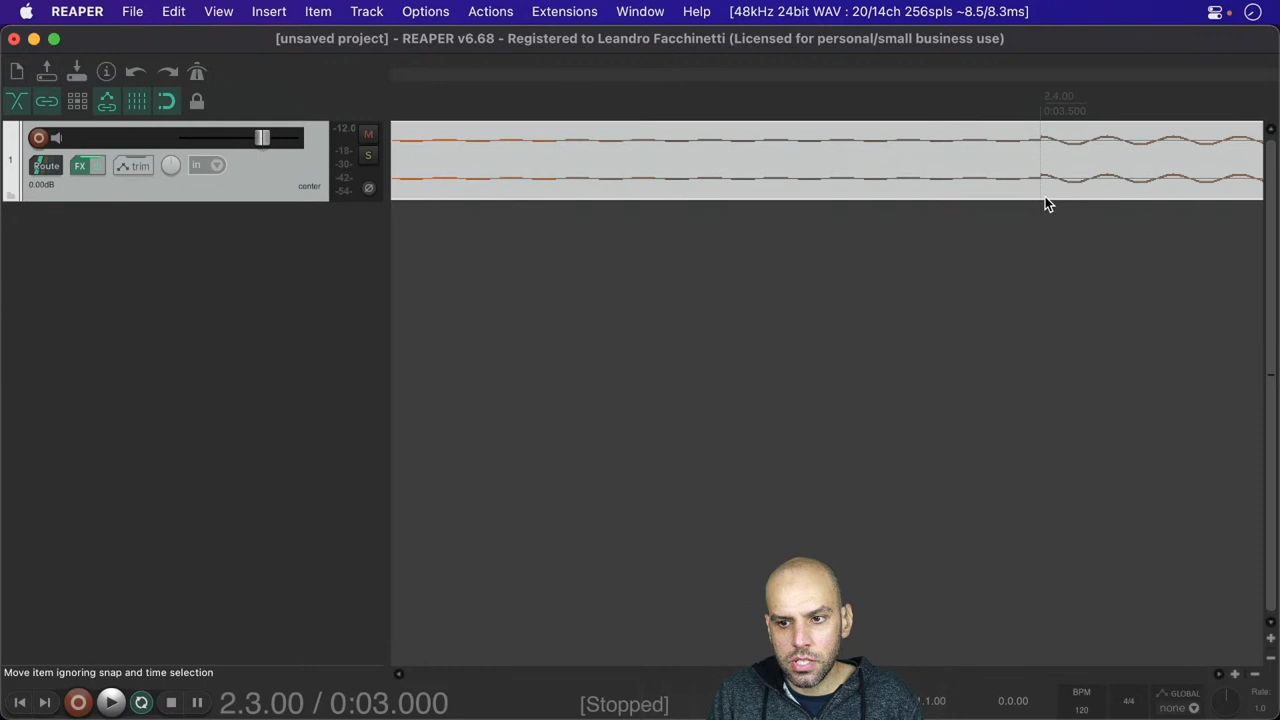 REAPER File Edit View Insert Item Track Options Actions Extensions Window Help [48kHz 24bit WAV : 20/14ch 256spls ~8.5/8.3ms]
[unsaved project] - REAPER v6.68 - Registered to Leandro Facchinetti (Licensed for personal/small business use)
2.4.00
0:03.500
1
-12.0
M
-18-
S
-30-
-42-
-54-
Route
FX
trim
in
0.00dB
center
Move item ignoring snap and time selection
2.3.00 / 0:03.000
[Stopped]
.1.00
0.0.00
BPM
120
4/4
GLOBAL
none
Rate:
1.0